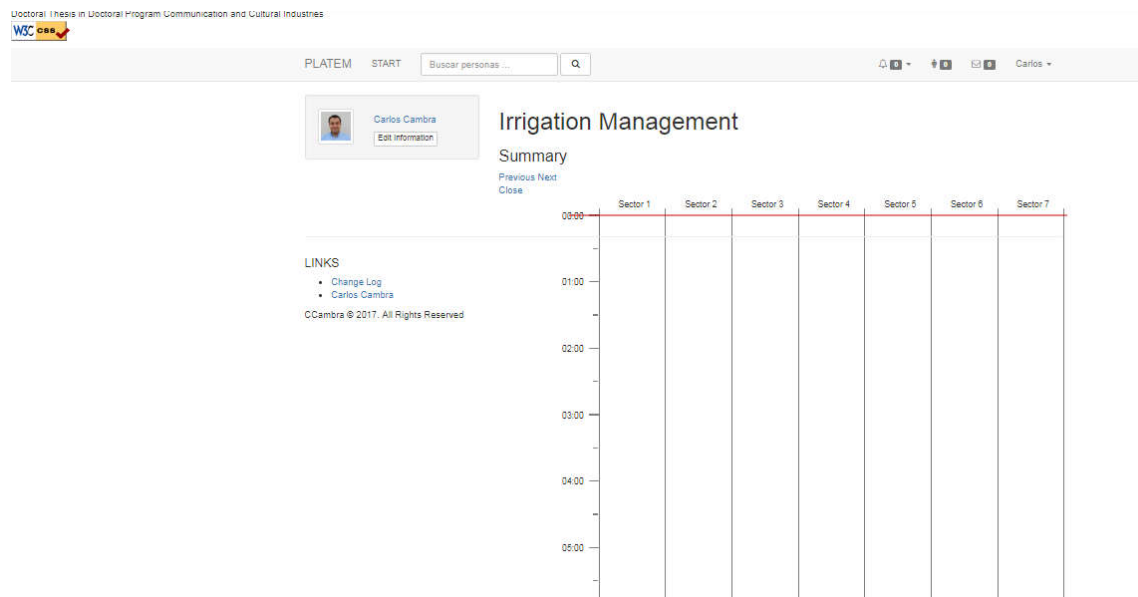 Doctoral Thesis in Doctoral Program Communication and Cultural Industries
W3C css
PLATEM START Buscar personas ... 0 0 0 Carlos
Carlos Cambra
Edit Information
Irrigation Management
Summary
Previous Next
Close
Sector 1 Sector 2 Sector 3 Sector 4 Sector 5 Sector 6 Sector 7
00:00
LINKS
Change Log
Carlos Cambra
CCambra © 2017. All Rights Reserved
01:00
02:00
03:00
04:00
05:00